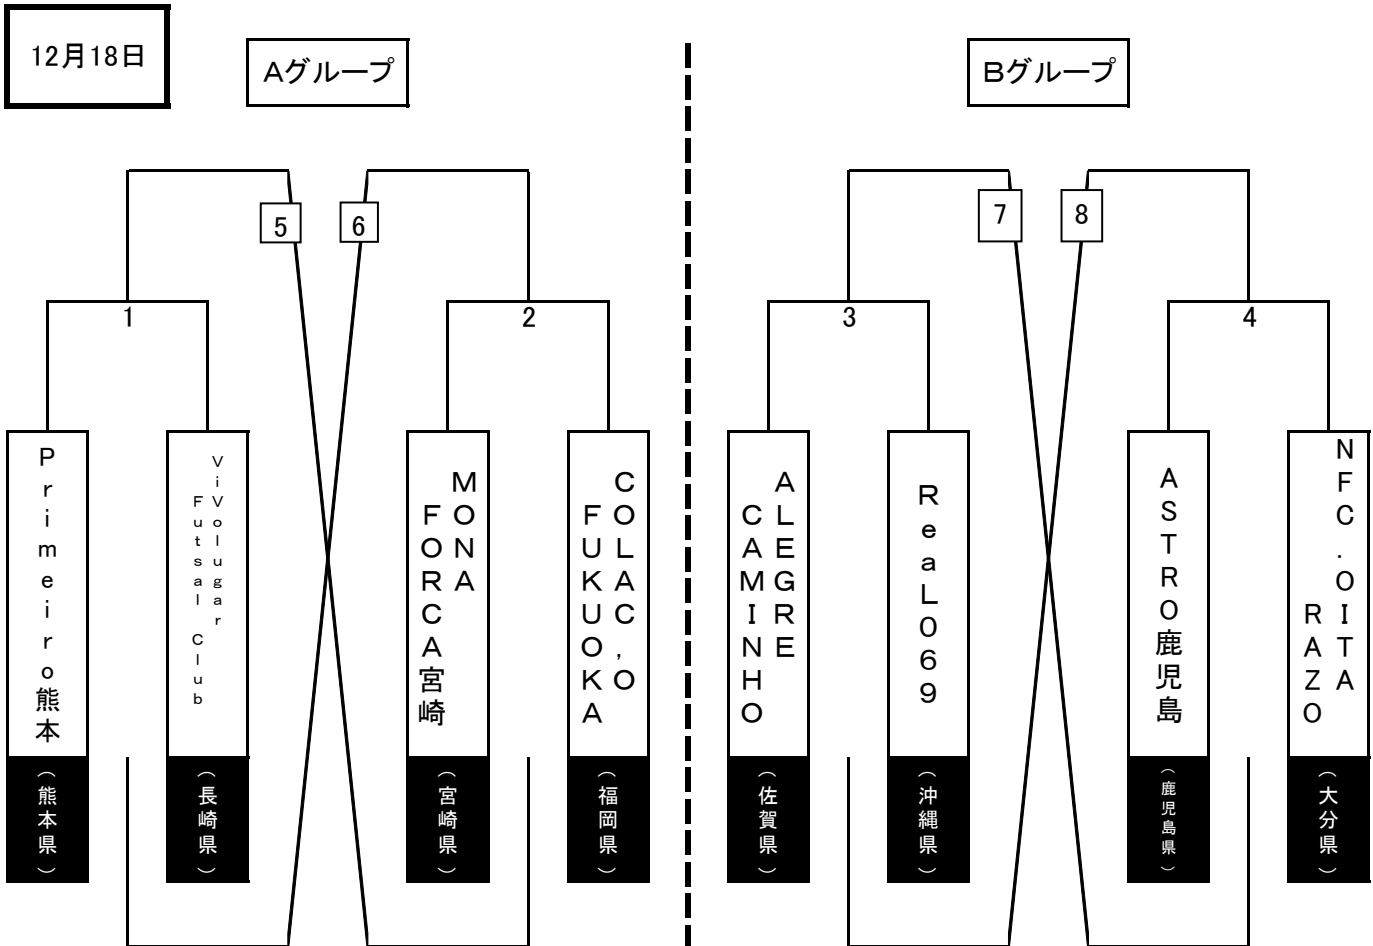 12月18日
Aグループ
Bグループ
5
6
7
8
1
2
3
4
Primeiro熊本
ViVolugar
Futsal Club
MONA
FORCA宮崎
COLAC,O
FUKUOKA
ALEGRE
CAMINHO
ReaL069
ASTRO鹿児島
NFC.OITA
RAZO
（熊本県）
（長崎県）
（宮崎県）
（福岡県）
（佐賀県）
（沖縄県）
（鹿児島県）
（大分県）